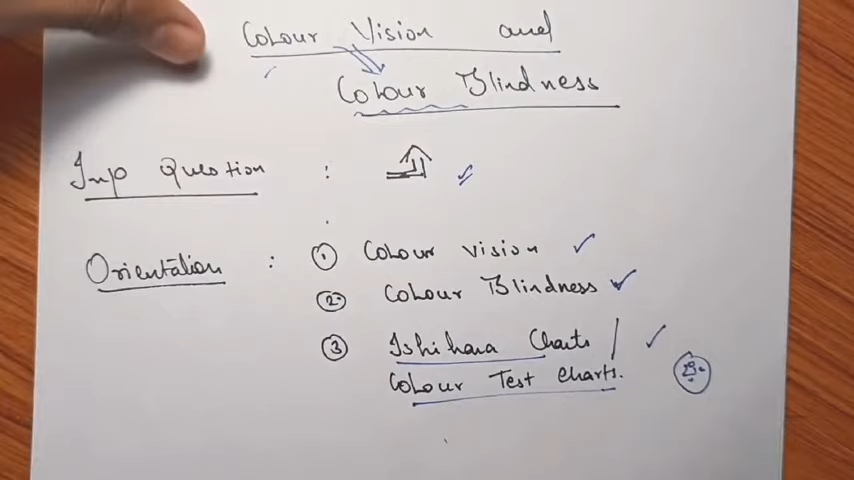 Colour Vision and
Colour Blindness
Imp Question :
Orientation : ① Colour vision ✓
② Colour Blindness ✓
③ Ishihara Charts / ✓
Colour Test charts.